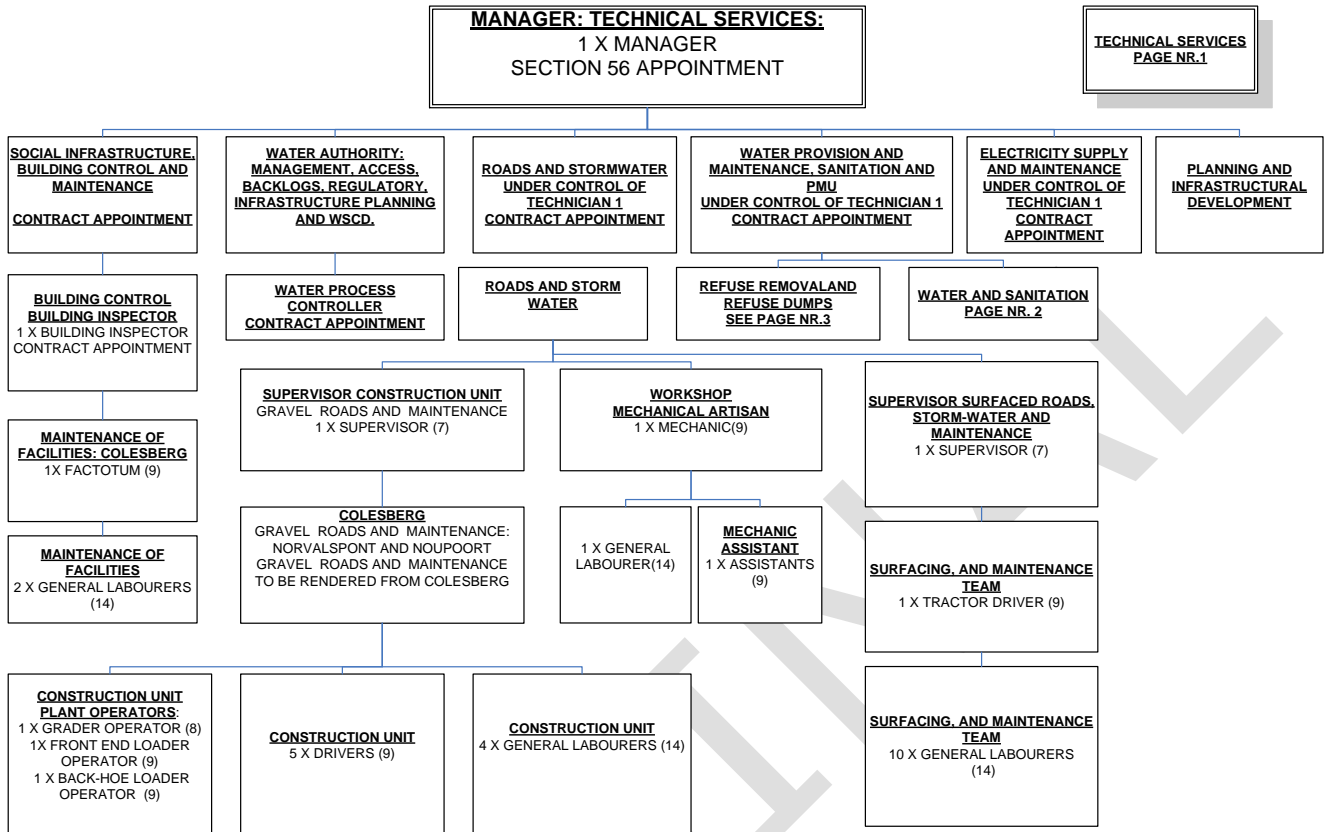 MANAGER: TECHNICAL SERVICES:
1 X MANAGER
SECTION 56 APPOINTMENT
TECHNICAL SERVICES
PAGE NR.1
SOCIAL INFRASTRUCTURE,
BUILDING CONTROL AND
MAINTENANCE
CONTRACT APPOINTMENT
WATER AUTHORITY:
MANAGEMENT, ACCESS,
BACKLOGS, REGULATORY,
INFRASTRUCTURE PLANNING
AND WSCD.
ROADS AND STORMWATER
UNDER CONTROL OF
TECHNICIAN 1
CONTRACT APPOINTMENT
WATER PROVISION AND
MAINTENANCE, SANITATION AND
PMU
UNDER CONTROL OF TECHNICIAN 1
CONTRACT APPOINTMENT
ELECTRICITY SUPPLY
AND MAINTENANCE
UNDER CONTROL OF
TECHNICIAN 1
CONTRACT
APPOINTMENT
PLANNING AND
INFRASTRUCTURAL
DEVELOPMENT
BUILDING CONTROL
BUILDING INSPECTOR
1 X BUILDING INSPECTOR
CONTRACT APPOINTMENT
WATER PROCESS
CONTROLLER
CONTRACT APPOINTMENT
ROADS AND STORM
WATER
REFUSE REMOVALAND
REFUSE DUMPS
SEE PAGE NR.3
WATER AND SANITATION
PAGE NR. 2
SUPERVISOR CONSTRUCTION UNIT
GRAVEL ROADS AND MAINTENANCE
1 X SUPERVISOR (7)
WORKSHOP
MECHANICAL ARTISAN
1 X MECHANIC(9)
SUPERVISOR SURFACED ROADS,
STORM-WATER AND
MAINTENANCE
1 X SUPERVISOR (7)
MAINTENANCE OF
FACILITIES: COLESBERG
1X FACTOTUM (9)
COLESBERG
GRAVEL ROADS AND MAINTENANCE:
NORVALSPONT AND NOUPOORT
GRAVEL ROADS AND MAINTENANCE
TO BE RENDERED FROM COLESBERG
1 X GENERAL
LABOURER(14)
MECHANIC
ASSISTANT
1 X ASSISTANTS
(9)
SURFACING, AND MAINTENANCE
TEAM
1 X TRACTOR DRIVER (9)
MAINTENANCE OF
FACILITIES
2 X GENERAL LABOURERS
(14)
CONSTRUCTION UNIT
PLANT OPERATORS:
1 X GRADER OPERATOR (8)
1X FRONT END LOADER
OPERATOR (9)
1 X BACK-HOE LOADER
OPERATOR (9)
CONSTRUCTION UNIT
5 X DRIVERS (9)
CONSTRUCTION UNIT
4 X GENERAL LABOURERS (14)
SURFACING, AND MAINTENANCE
TEAM
10 X GENERAL LABOURERS
(14)